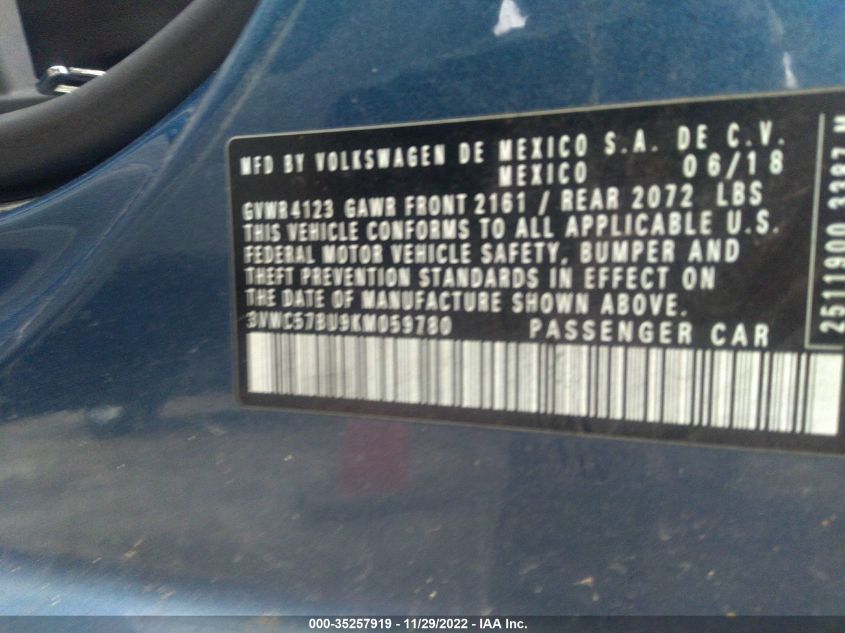 MFD BY VOLKSWAGEN DE MEXICO S.A. DE C.V.
MEXICO 06/18
GVWR 4123 GAWR FRONT 2161 / REAR 2072 LBS
THIS VEHICLE CONFORMS TO ALL APPLICABLE U.S.
FEDERAL MOTOR VEHICLE SAFETY, BUMPER AND
THEFT PREVENTION STANDARDS IN EFFECT ON
THE DATE OF MANUFACTURE SHOWN ABOVE.
3VWC57BU9KM059780 PASSENGER CAR
2511900 3387 M
000-35257919 - 11/29/2022 - IAA Inc.